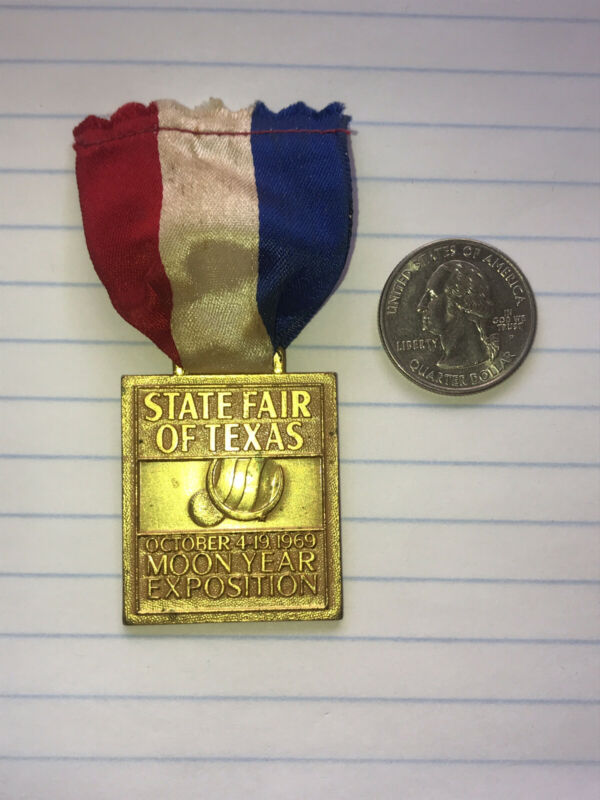 STATE FAIR
OF TEXAS
OCTOBER 4-19, 1969
MOON YEAR
EXPOSITION
UNITED STATES OF AMERICA
LIBERTY
IN
GOD WE
TRUST
P
QUARTER DOLLAR